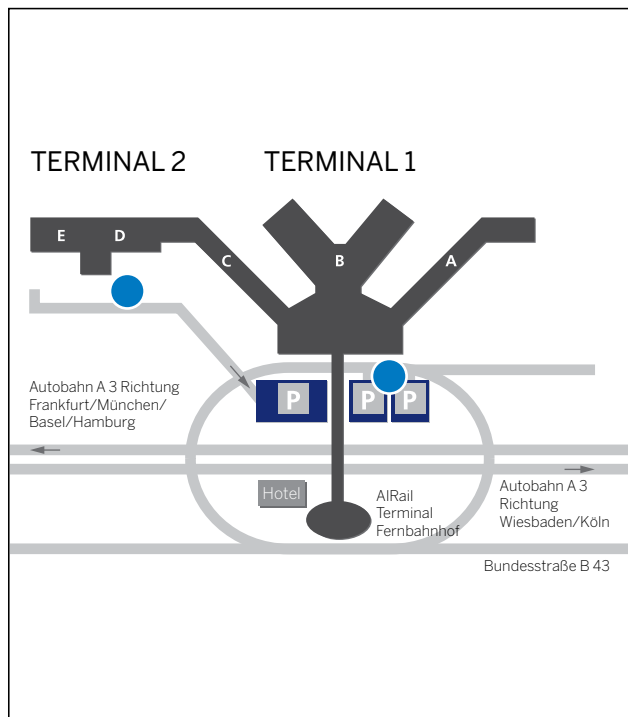 TERMINAL 2
TERMINAL 1
E
D
C
B
A
Autobahn A 3 Richtung
Frankfurt/München/
Basel/Hamburg
P
P
P
Hotel
AIRail
Terminal
Fernbahnhof
Autobahn A 3
Richtung
Wiesbaden/Köln
Bundesstraße B 43